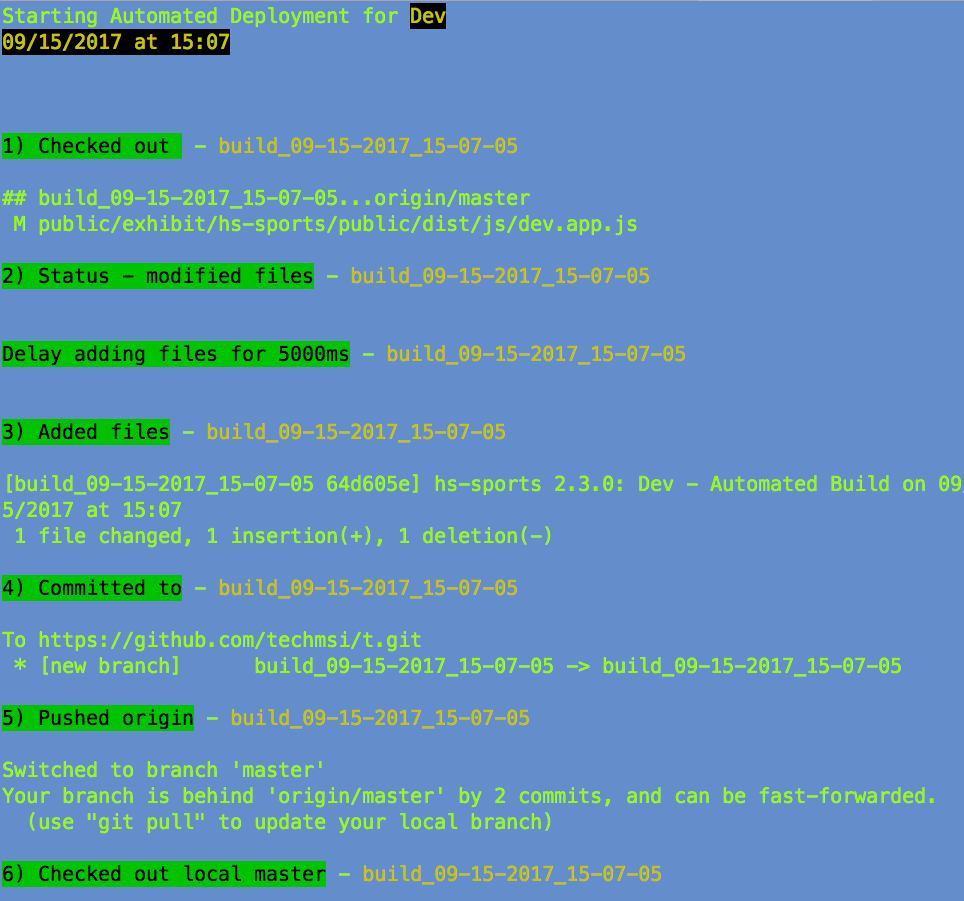 Starting Automated Deployment for Dev
09/15/2017 at 15:07
1) Checked out - build_09-15-2017_15-07-05
## build_09-15-2017_15-07-05...origin/master
M public/exhibit/hs-sports/public/dist/js/dev.app.js
2) Status - modified files - build_09-15-2017_15-07-05
Delay adding files for 5000ms - build_09-15-2017_15-07-05
3) Added files - build_09-15-2017_15-07-05
[build_09-15-2017_15-07-05 64d605e] hs-sports 2.3.0: Dev - Automated Build on 09/
5/2017 at 15:07
1 file changed, 1 insertion(+), 1 deletion(-)
4) Committed to - build_09-15-2017_15-07-05
To https://github.com/techmsi/t.git
* [new branch] build_09-15-2017_15-07-05 -> build_09-15-2017_15-07-05
5) Pushed origin - build_09-15-2017_15-07-05
Switched to branch 'master'
Your branch is behind 'origin/master' by 2 commits, and can be fast-forwarded.
(use "git pull" to update your local branch)
6) Checked out local master - build_09-15-2017_15-07-05